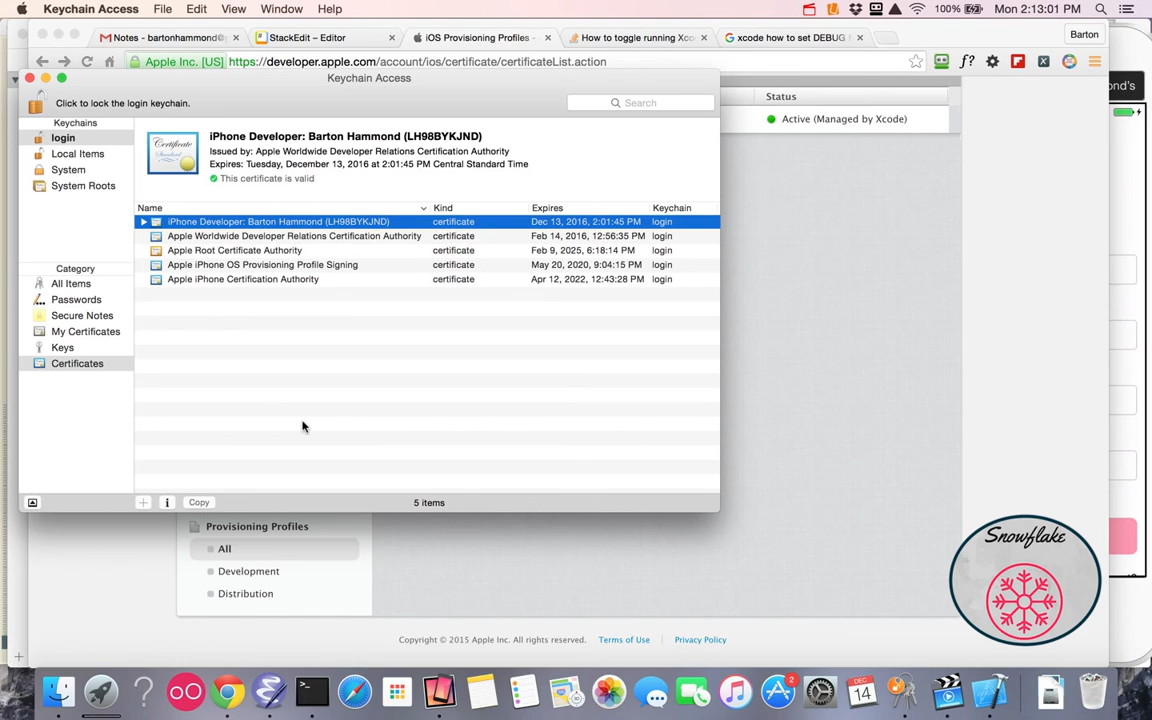 Keychain Access File Edit View Window Help 100% Mon 2:13:01 PM
Notes - bartonhammond@ StackEdit – Editor iOS Provisioning Profiles - How to toggle running Xco xcode how to set DEBUG Barton
Apple Inc. [US] https://developer.apple.com/account/ios/certificate/certificateList.action
Keychain Access
ond's
Click to lock the login keychain. Search
Status
Active (Managed by Xcode)
Keychains
login
Local Items
System
System Roots
iPhone Developer: Barton Hammond (LH98BYKJND)
Issued by: Apple Worldwide Developer Relations Certification Authority
Expires: Tuesday, December 13, 2016 at 2:01:45 PM Central Standard Time
This certificate is valid
Name Kind Expires Keychain
iPhone Developer: Barton Hammond (LH98BYKJND) certificate Dec 13, 2016, 2:01:45 PM login
Apple Worldwide Developer Relations Certification Authority certificate Feb 14, 2016, 12:56:35 PM login
Apple Root Certificate Authority certificate Feb 9, 2025, 6:18:14 PM login
Apple iPhone OS Provisioning Profile Signing certificate May 20, 2020, 9:04:15 PM login
Apple iPhone Certification Authority certificate Apr 12, 2022, 12:43:28 PM login
Category
All Items
Passwords
Secure Notes
My Certificates
Keys
Certificates
Copy 5 items
Provisioning Profiles
All
Development
Distribution
Snowflake
Copyright © 2015 Apple Inc. All rights reserved. Terms of Use Privacy Policy
2
DEC
14